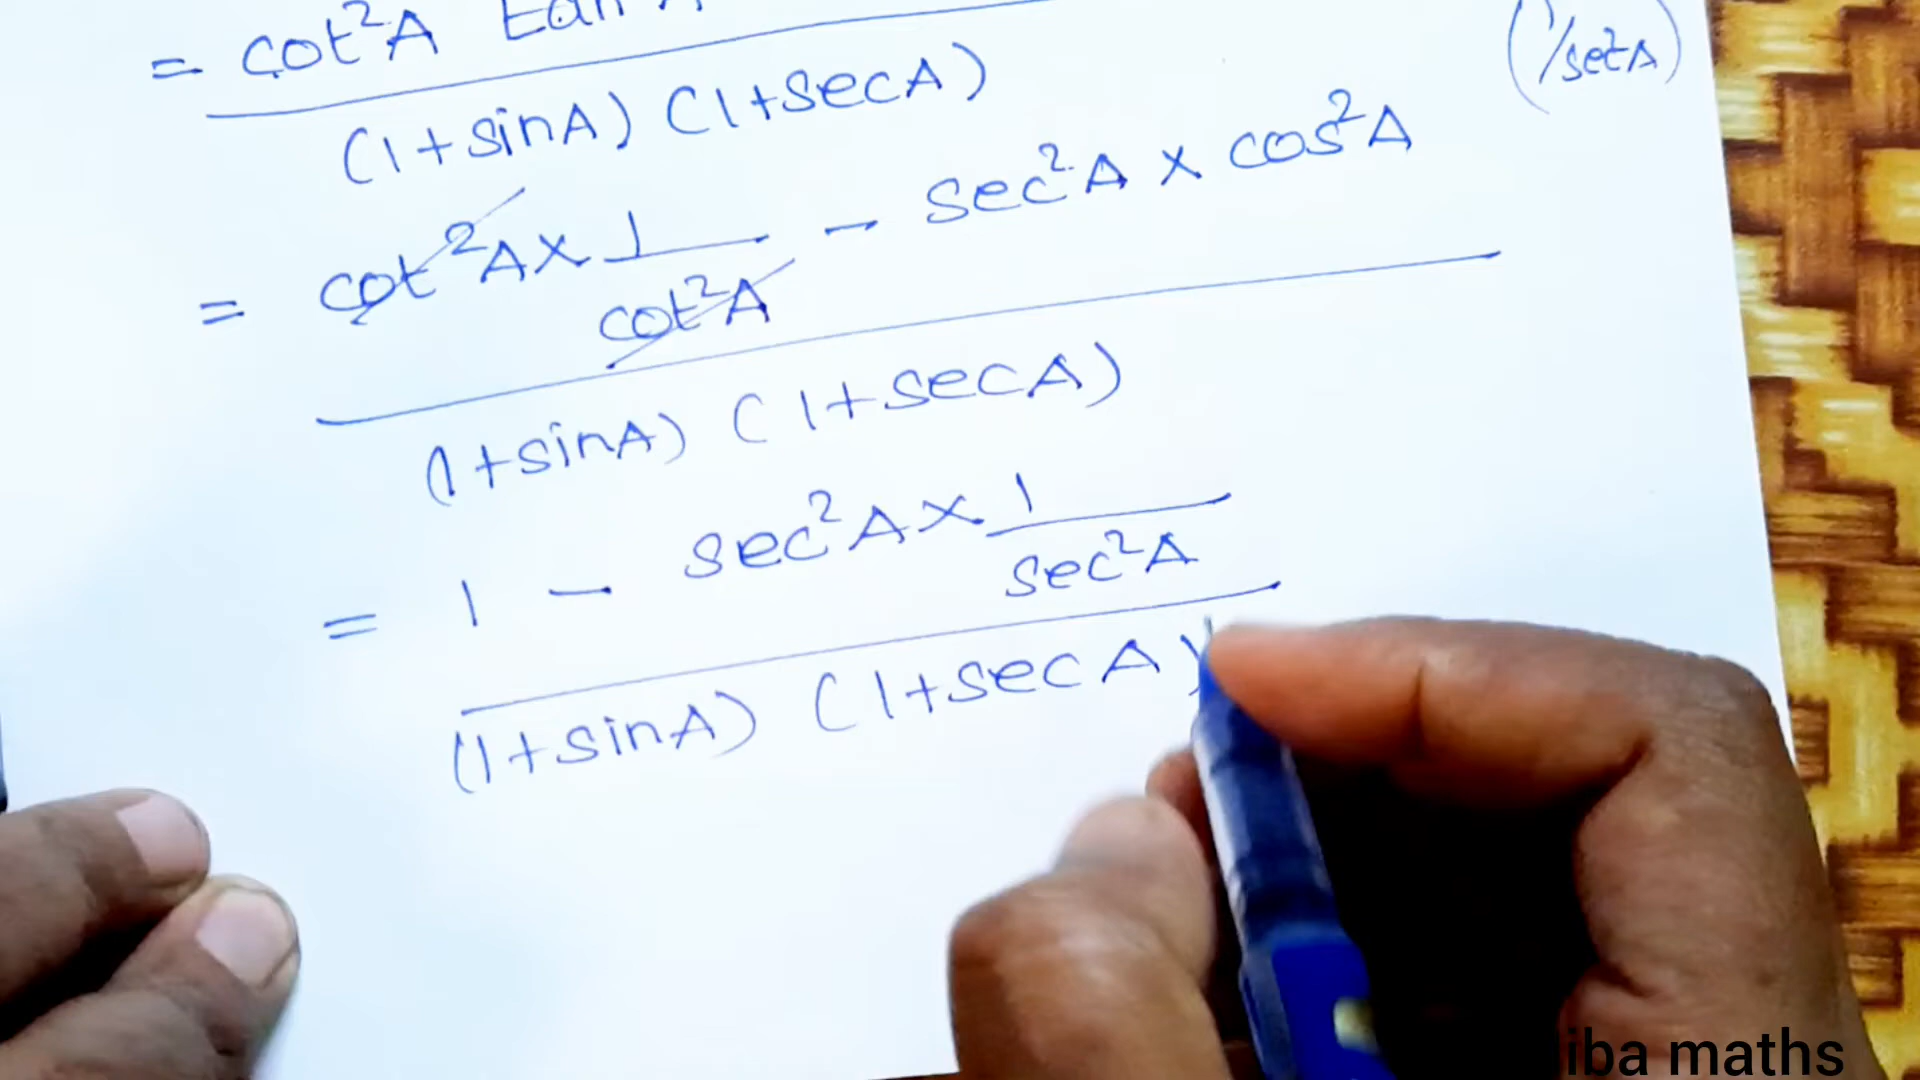 = cot²A tan
(1+sinA) (1+secA)
(1/sec²A)
= cot²A × 1/cot²A - sec²A × cos²A
(1+sinA) (1+secA)
= 1 - sec²A × 1/sec²A
(1+sinA) (1+secA)
iba maths